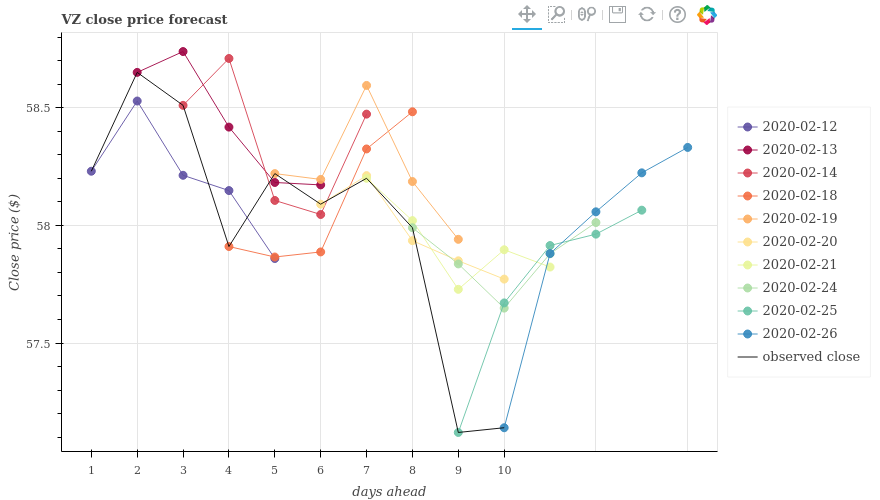 VZ close price forecast
58.5
58
57.5
Close price ($)
1 2 3 4 5 6 7 8 9 10
days ahead
2020-02-12
2020-02-13
2020-02-14
2020-02-18
2020-02-19
2020-02-20
2020-02-21
2020-02-24
2020-02-25
2020-02-26
observed close